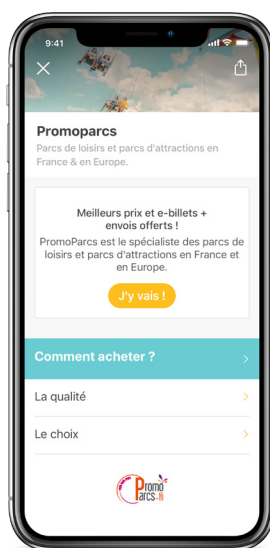 9:41
Promoparcs
Parcs de loisirs et parcs d'attractions en
France & en Europe.
Meilleurs prix et e-billets +
envois offerts !
PromoParcs est le spécialiste des parcs de
loisirs et parcs d'attractions en France et
en Europe.
J'y vais !
Comment acheter ?
La qualité
Le choix
Promo
Parcs.fr